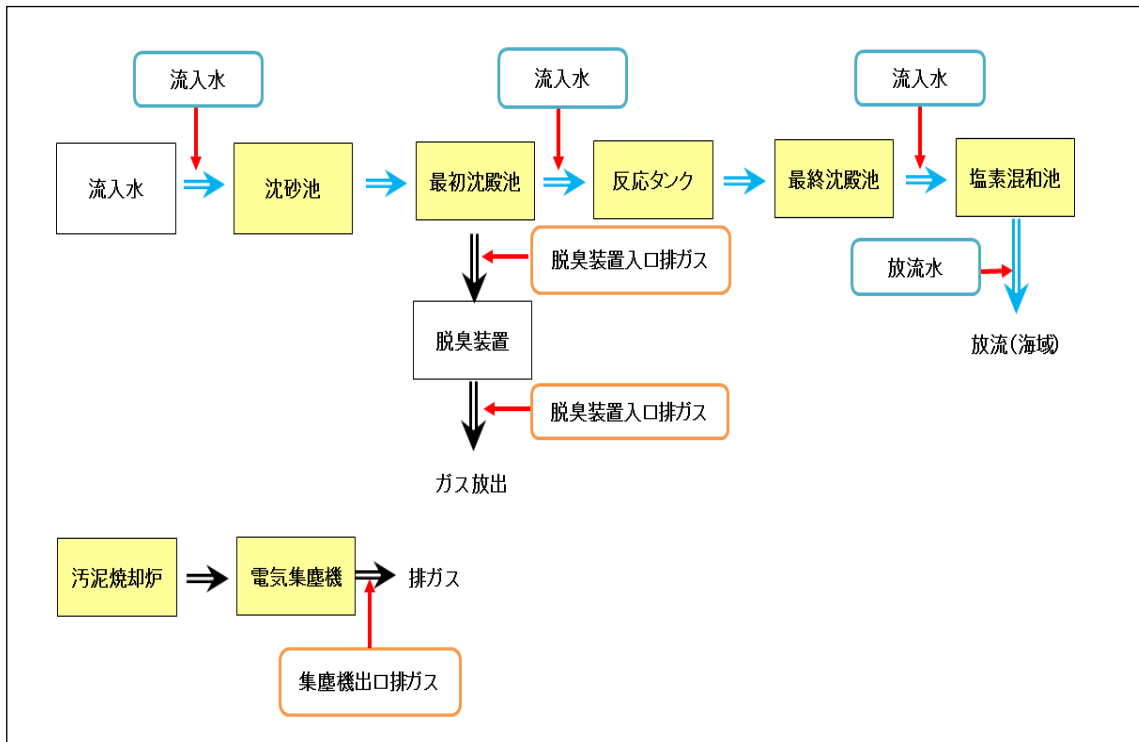 流入水
流入水
流入水
流入水
沈砂池
最初沈殿池
反応タンク
最終沈殿池
塩素混和池
脱臭装置入口排ガス
放流水
脱臭装置
放流(海域)
脱臭装置入口排ガス
ガス放出
汚泥焼却炉
電気集塵機
排ガス
集塵機出口排ガス